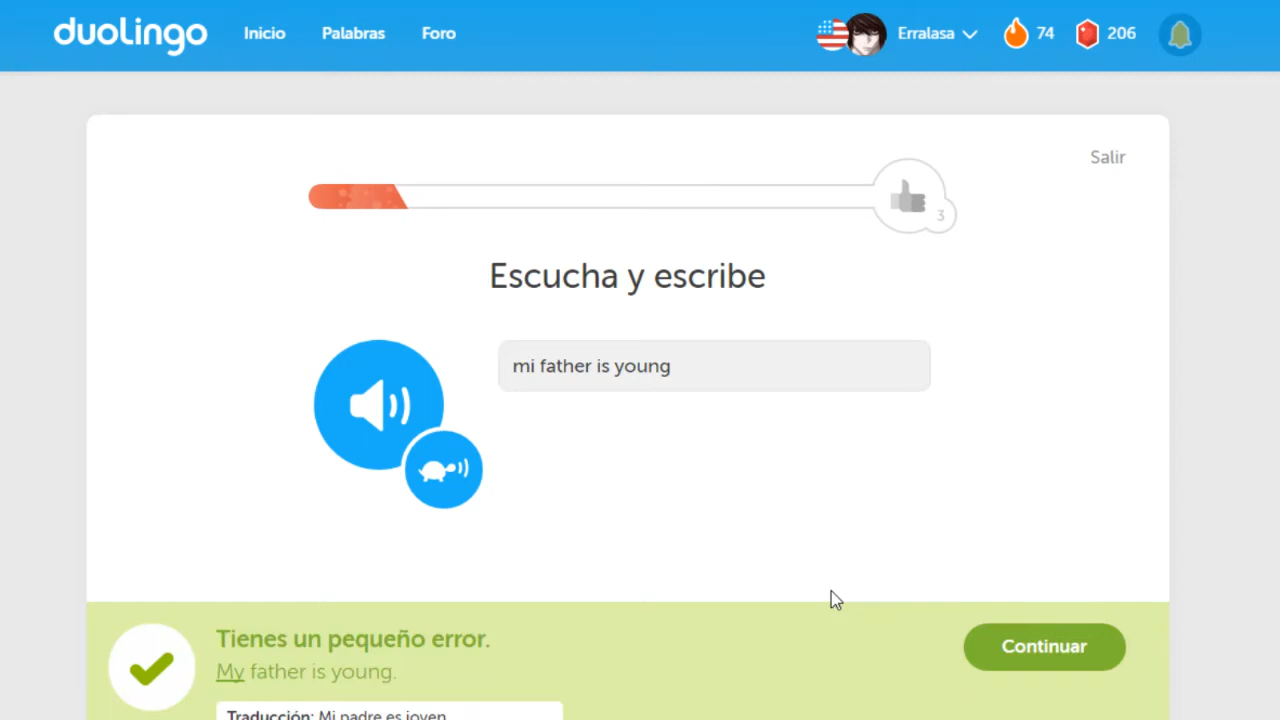 duolingo Inicio Palabras Foro Erralasa 74 206
Salir
3
Escucha y escribe
mi father is young
Tienes un pequeño error.
My father is young.
Continuar
Traducción: Mi padre es joven